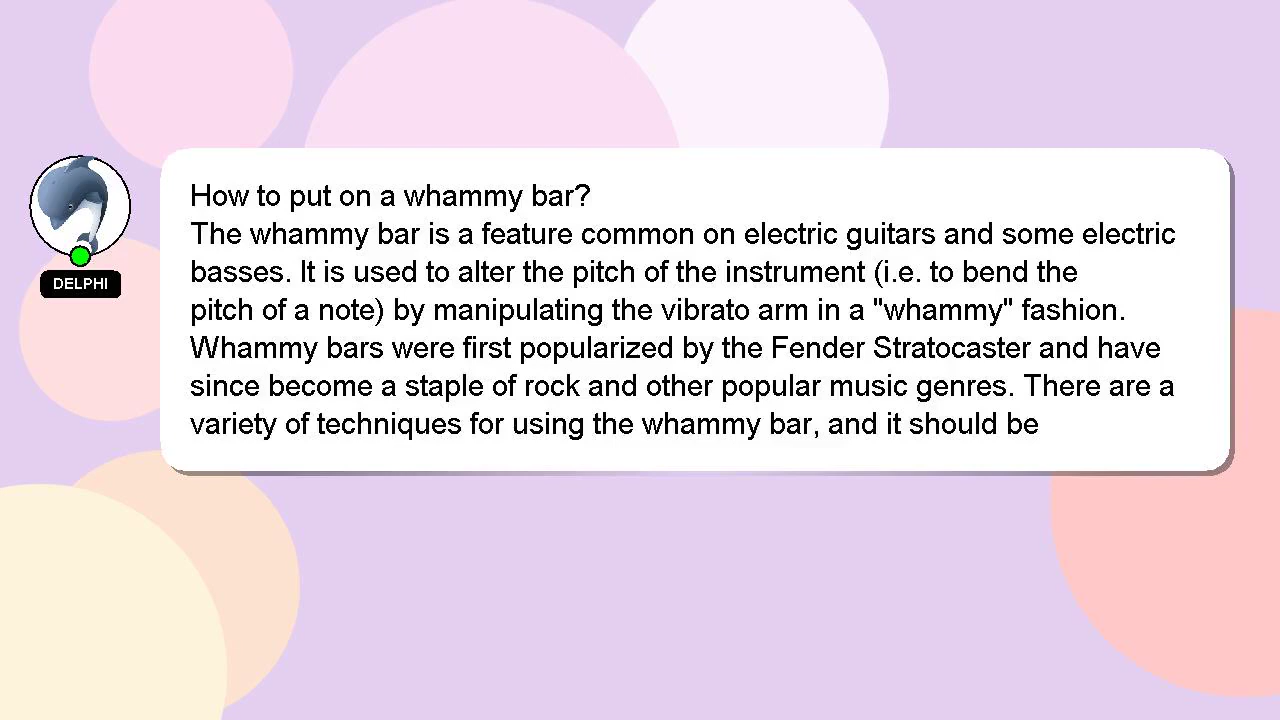 DELPHI
How to put on a whammy bar?
The whammy bar is a feature common on electric guitars and some electric
basses. It is used to alter the pitch of the instrument (i.e. to bend the
pitch of a note) by manipulating the vibrato arm in a "whammy" fashion.
Whammy bars were first popularized by the Fender Stratocaster and have
since become a staple of rock and other popular music genres. There are a
variety of techniques for using the whammy bar, and it should be